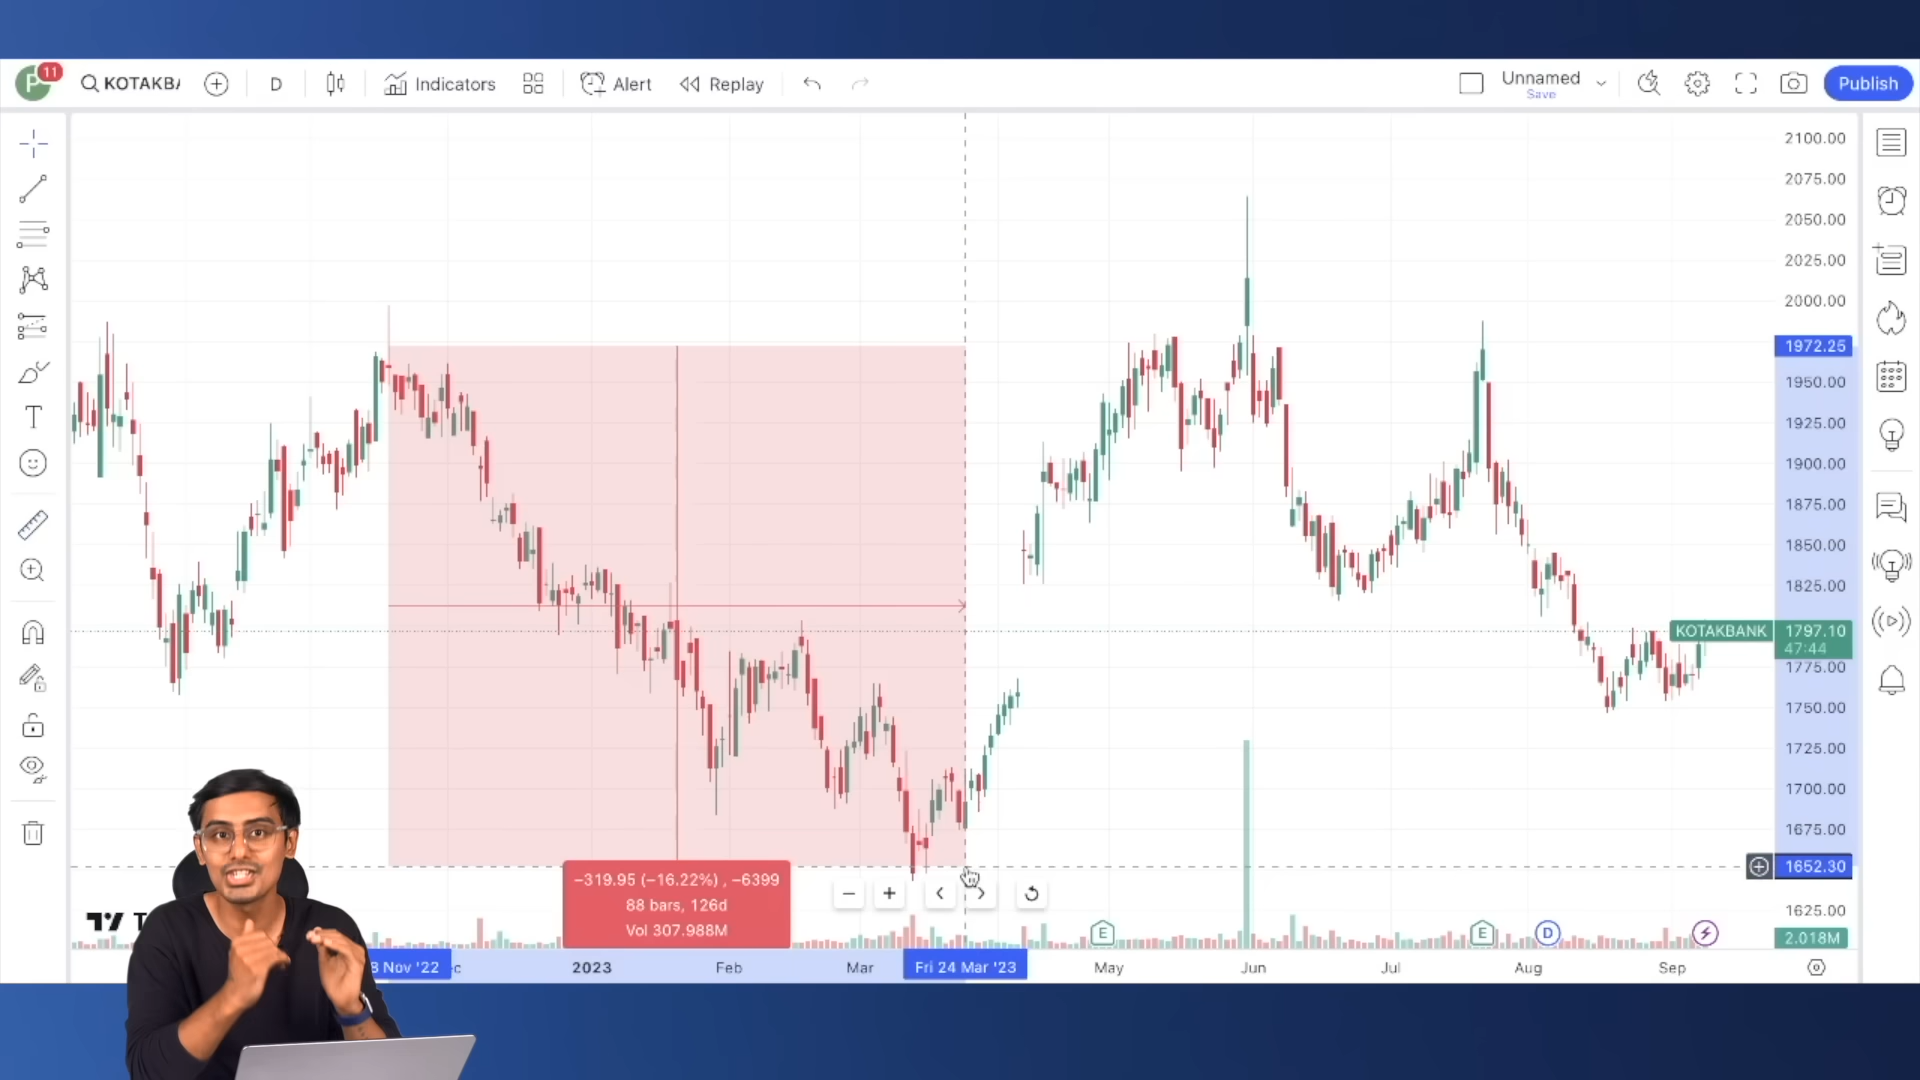 P 11 KOTAKB D Indicators Alert Replay Unnamed Save Publish
2100.00
2075.00
2050.00
2025.00
2000.00
1972.25
1950.00
1925.00
1900.00
1875.00
1850.00
1825.00
KOTAKBANK 1797.10
47:44
1775.00
1750.00
1725.00
1700.00
1675.00
1652.30
1625.00
2.018M
T
−319.95 (−16.22%) , −6399
88 bars, 126d
Vol 307.988M
E E D
8 Nov '22 2023 Feb Mar Fri 24 Mar '23 May Jun Jul Aug Sep